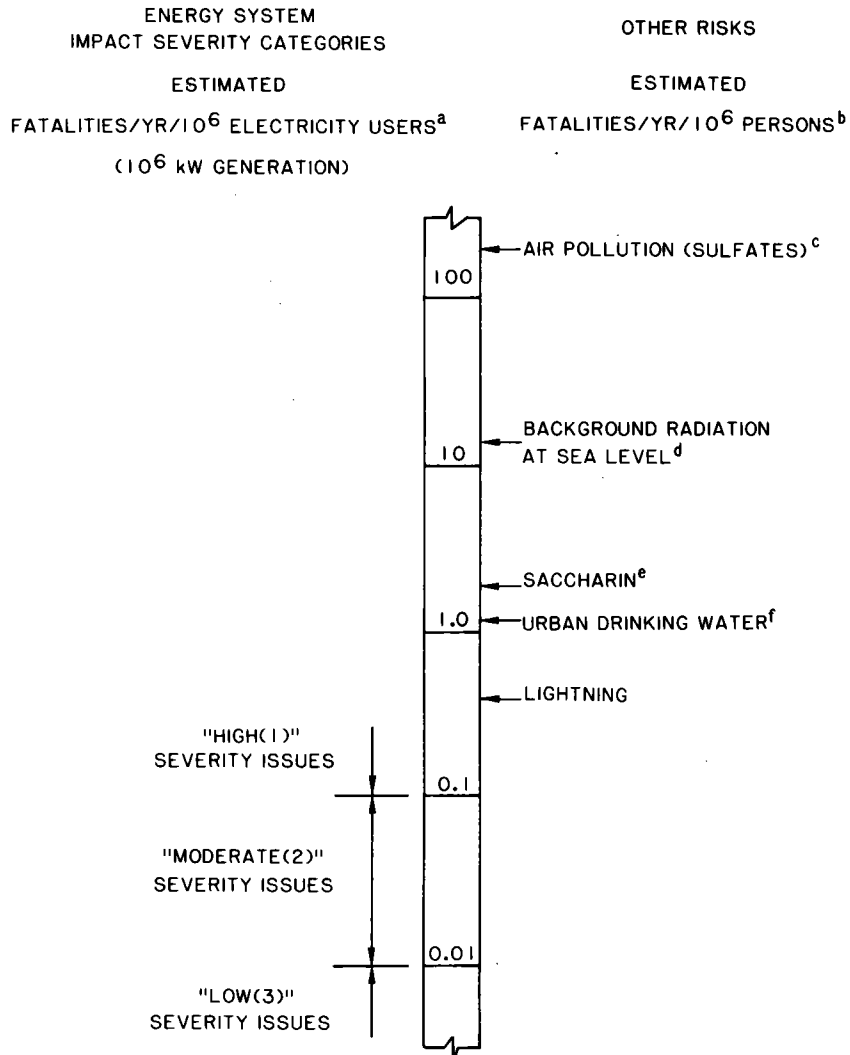 ENERGY SYSTEM
IMPACT SEVERITY CATEGORIES
ESTIMATED
FATALITIES/YR/10⁶ ELECTRICITY USERSᵃ
(10⁶ kW GENERATION)
OTHER RISKS
ESTIMATED
FATALITIES/YR/10⁶ PERSONSᵇ
AIR POLLUTION (SULFATES)ᶜ
100
BACKGROUND RADIATION
AT SEA LEVELᵈ
10
SACCHARINᵉ
1.0
URBAN DRINKING WATERᶠ
LIGHTNING
"HIGH(1)"
SEVERITY ISSUES
0.1
"MODERATE(2)"
SEVERITY ISSUES
0.01
"LOW(3)"
SEVERITY ISSUES